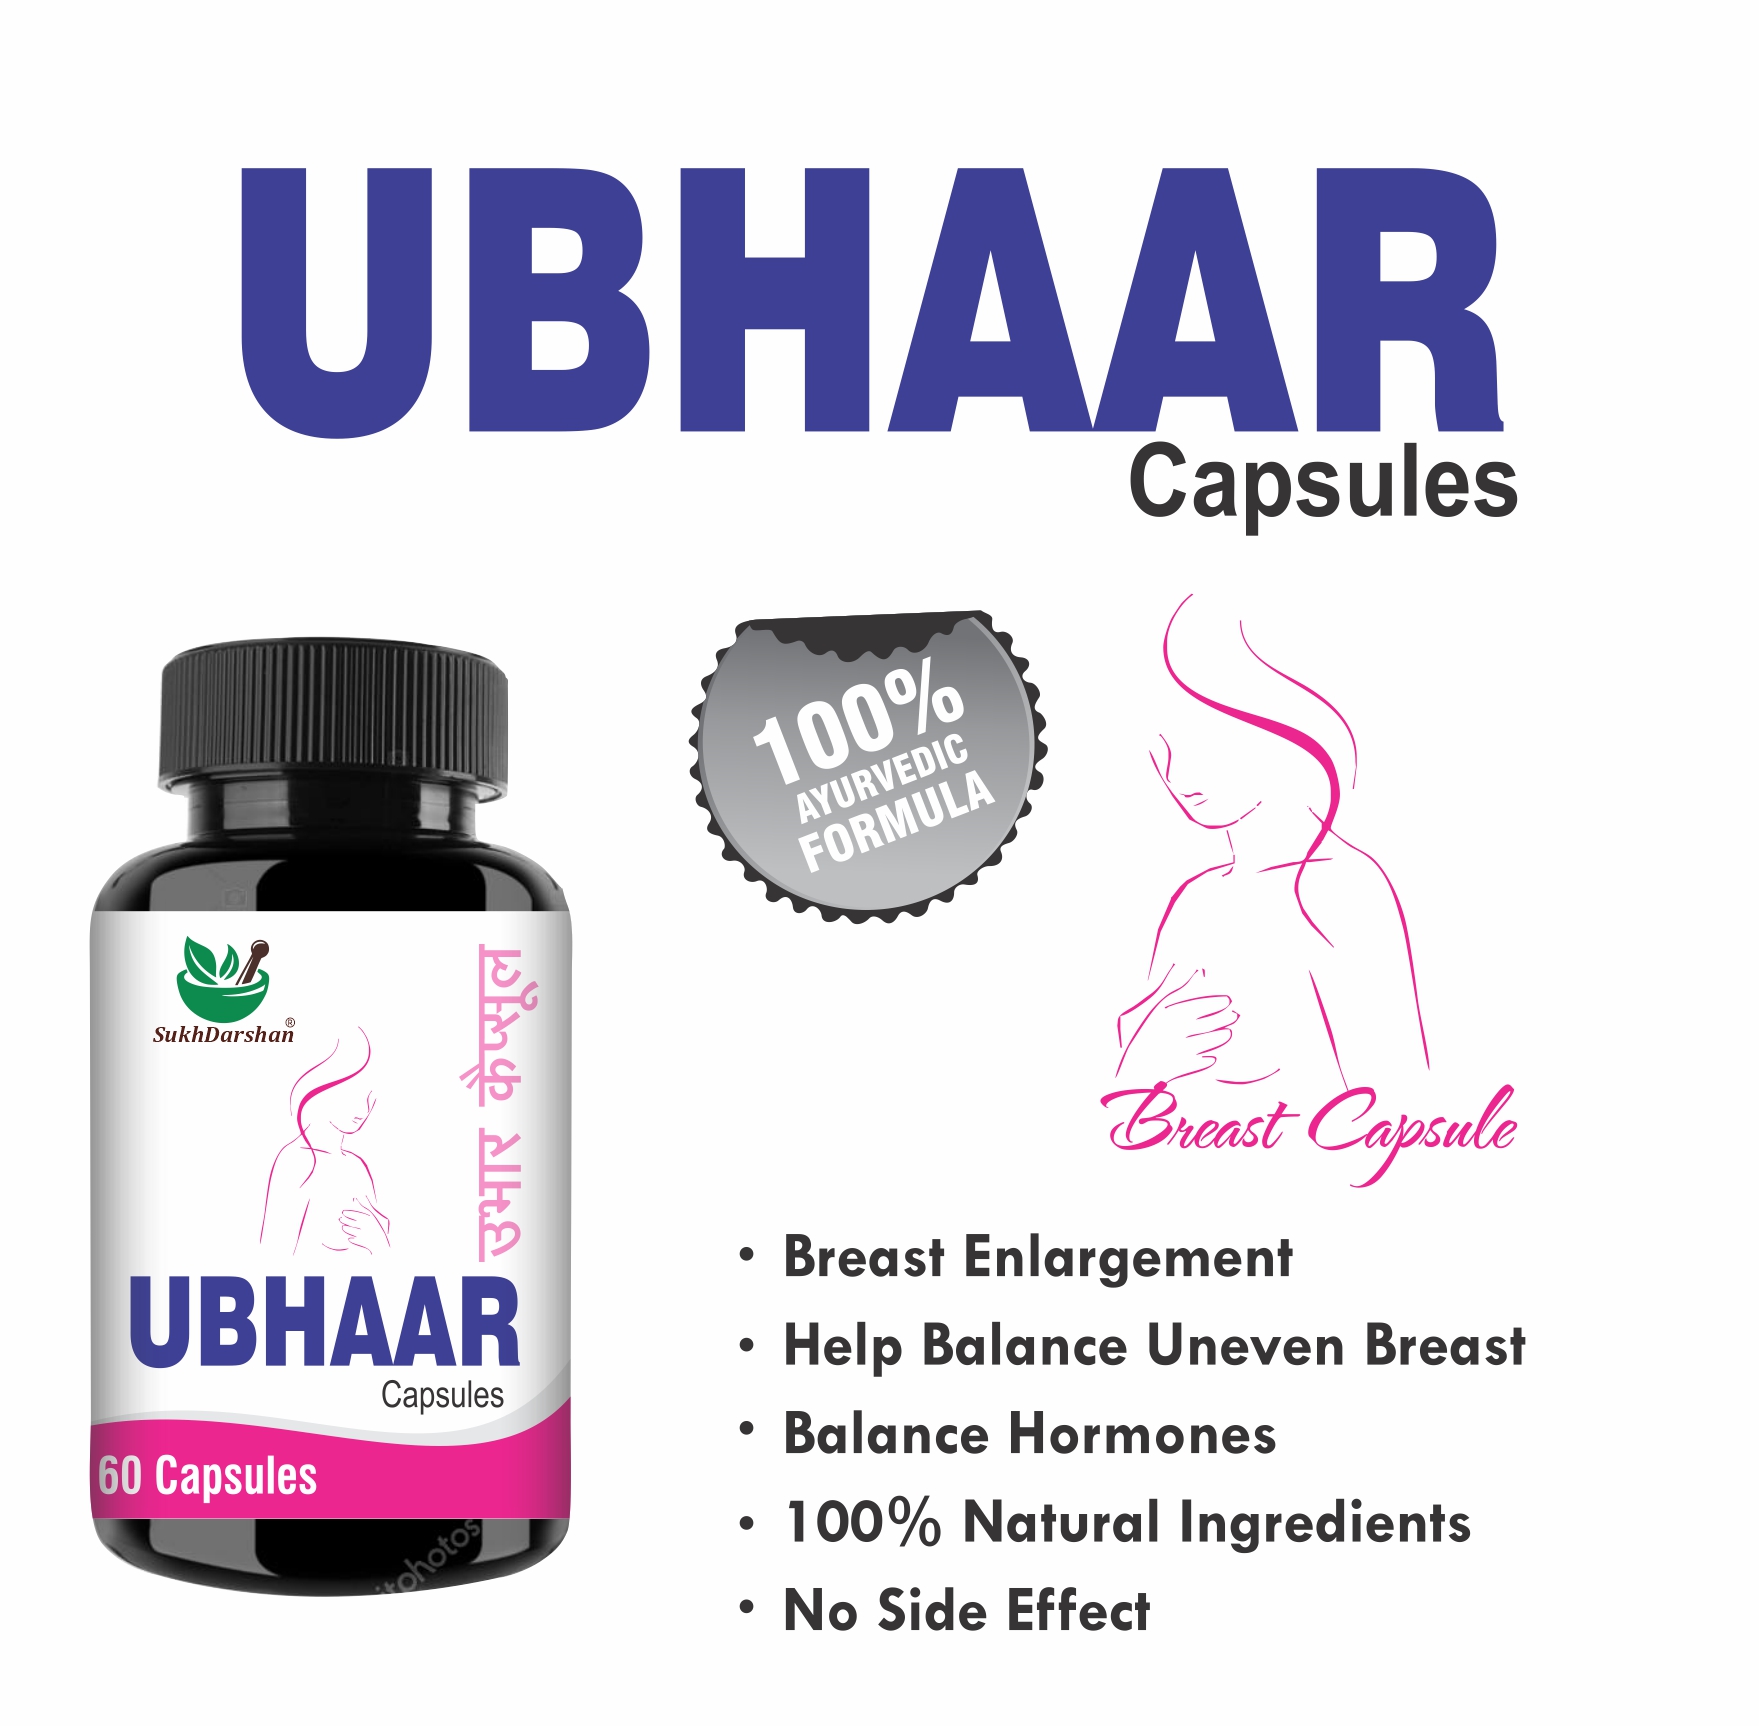 UBHAAR
Capsules
100%
AYURVEDIC
FORMULA
SukhDarshan®
उभार कैप्सूल
UBHAAR
Capsules
60 Capsules
itphotos
Breast Capsule
• Breast Enlargement
• Help Balance Uneven Breast
• Balance Hormones
• 100% Natural Ingredients
• No Side Effect